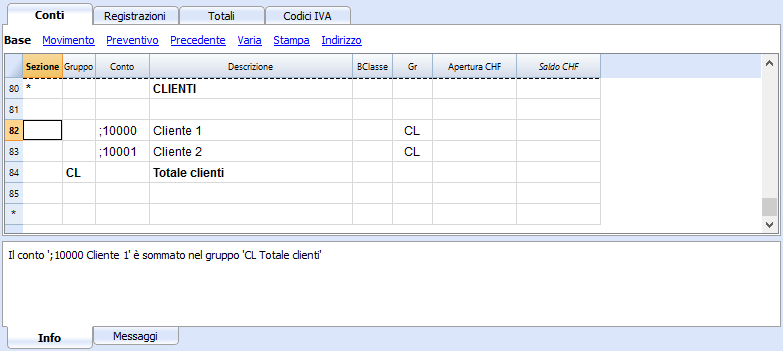 Conti Registrazioni Totali Codici IVA
Base Movimento Preventivo Precedente Varia Stampa Indirizzo
Sezione Gruppo Conto Descrizione BClasse Gr Apertura CHF Saldo CHF
80 * CLIENTI
81
82 ;10000 Cliente 1 CL
83 ;10001 Cliente 2 CL
84 CL Totale clienti
85
*
Il conto ';10000 Cliente 1' è sommato nel gruppo 'CL Totale clienti'
Info Messaggi